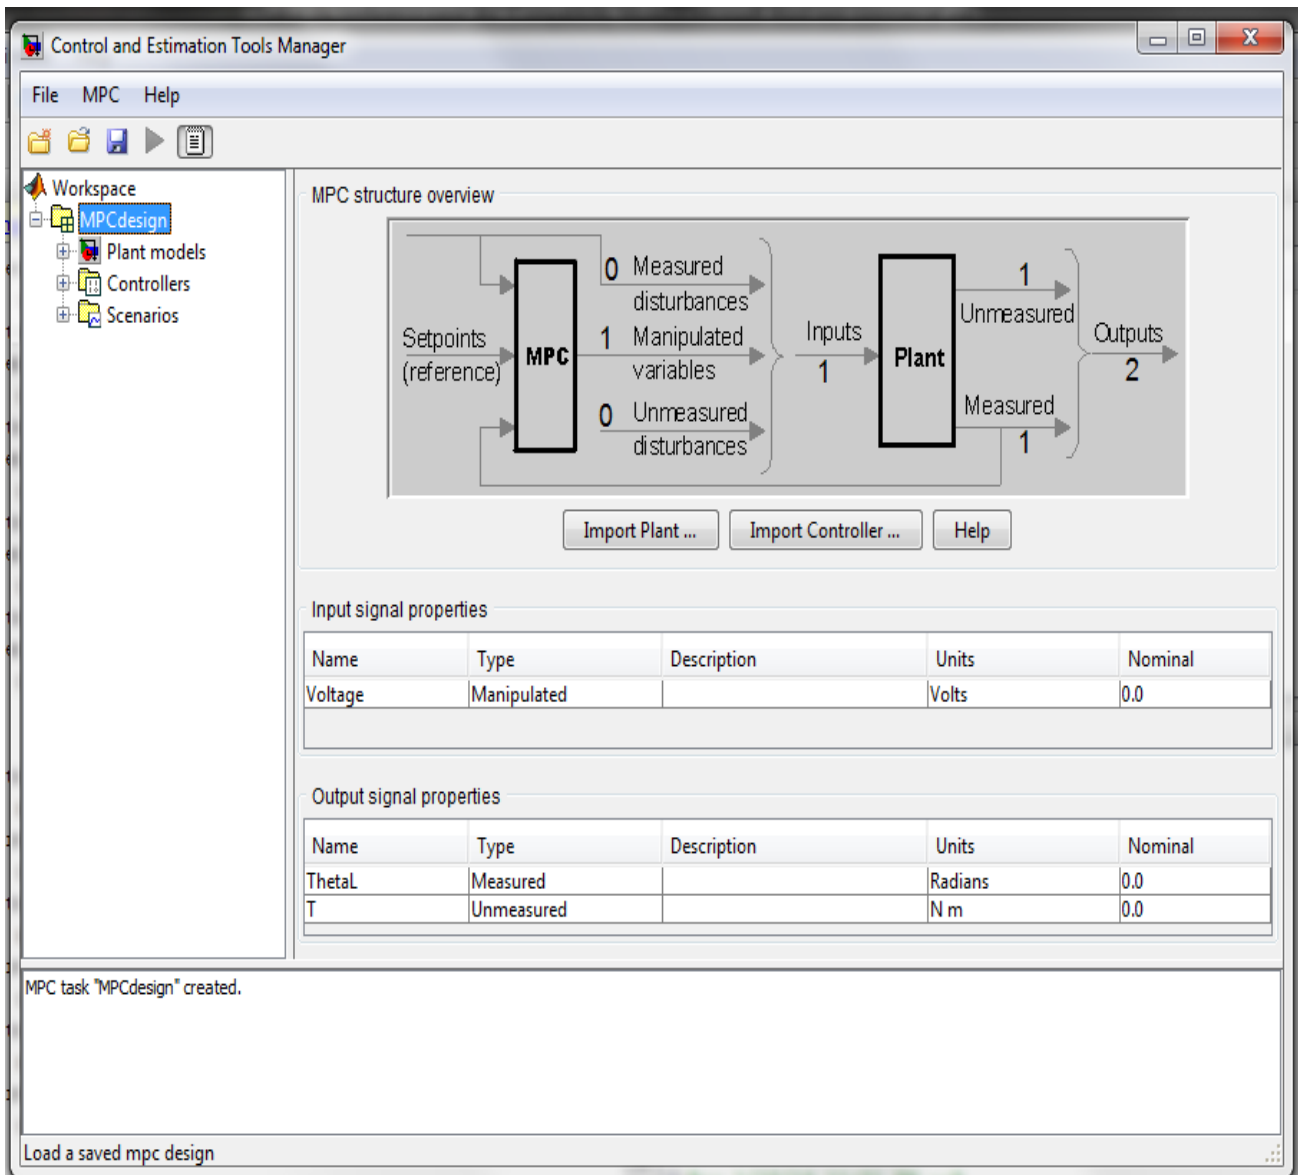 Control and Estimation Tools Manager
File MPC Help
Workspace
MPCdesign
Plant models
Controllers
Scenarios
MPC structure overview
0 Measured
disturbances
Setpoints
(reference)
MPC
1 Manipulated
variables
0 Unmeasured
disturbances
Inputs
1
Plant
1
Unmeasured
Measured
1
Outputs
2
Import Plant ... Import Controller ... Help
Input signal properties
Name Type Description Units Nominal
Voltage Manipulated Volts 0.0
Output signal properties
Name Type Description Units Nominal
ThetaL Measured Radians 0.0
T Unmeasured N m 0.0
MPC task "MPCdesign" created.
Load a saved mpc design